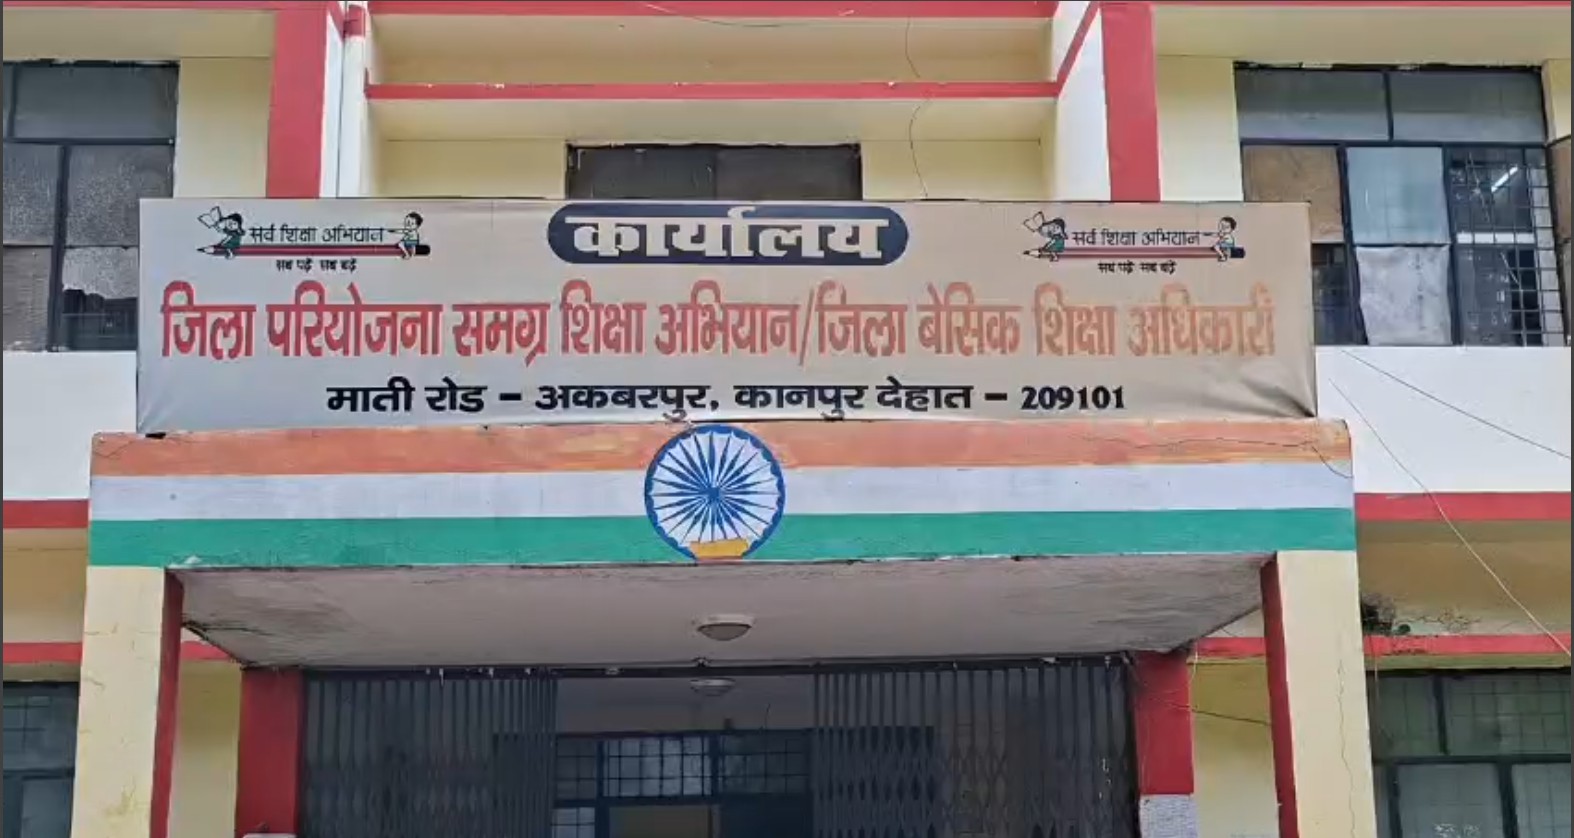 सर्व शिक्षा अभियान
सब पढ़ें सब बढ़ें
कार्यालय
सर्व शिक्षा अभियान
सब पढ़ें सब बढ़ें
जिला परियोजना समग्र शिक्षा अभियान/जिला बेसिक शिक्षा अधिकारी
माती रोड - अकबरपुर, कानपुर देहात - 209101